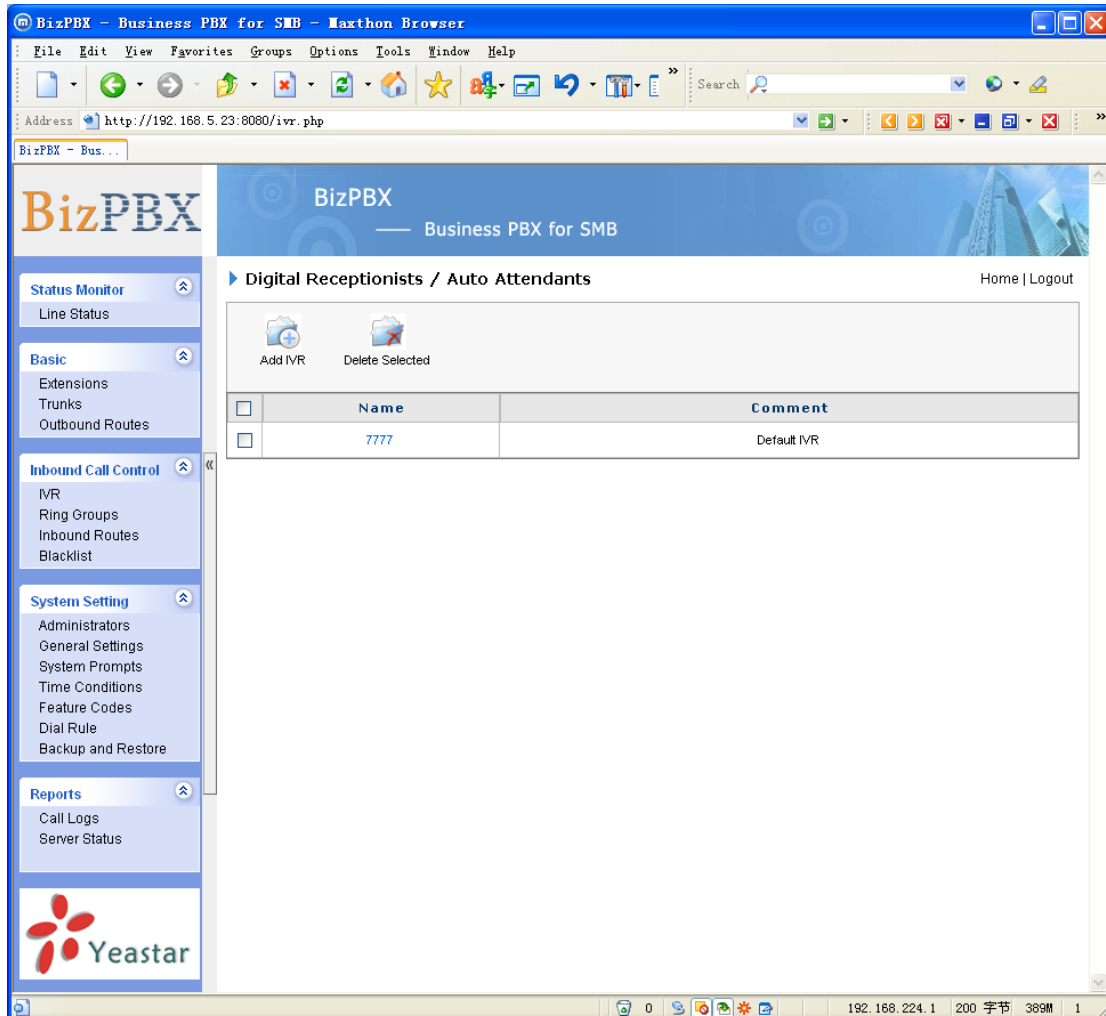 BizPBX - Business PBX for SMB - Maxthon Browser
File Edit View Favorites Groups Options Tools Window Help
Search
Address http://192.168.5.23:8080/ivr.php
BizPBX - Bus...
BizPBX
BizPBX
—— Business PBX for SMB
Digital Receptionists / Auto Attendants
Home | Logout
Status Monitor
Line Status
Basic
Extensions
Trunks
Outbound Routes
Inbound Call Control
IVR
Ring Groups
Inbound Routes
Blacklist
System Setting
Administrators
General Settings
System Prompts
Time Conditions
Feature Codes
Dial Rule
Backup and Restore
Reports
Call Logs
Server Status
Yeastar
Add IVR Delete Selected
Name Comment
7777 Default IVR
0 192.168.224.1 200 字节 389M 1